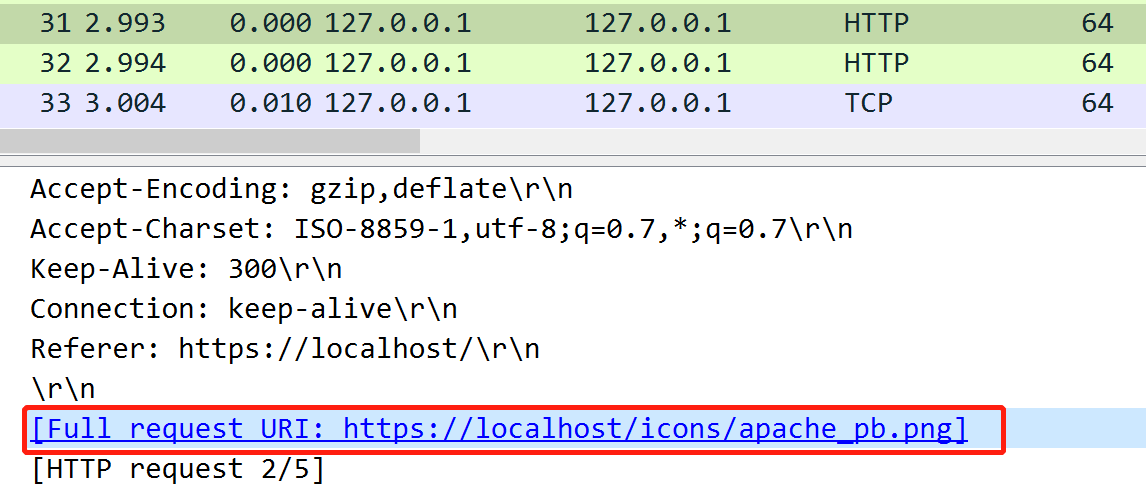 31 2.993 0.000 127.0.0.1 127.0.0.1 HTTP 64
32 2.994 0.000 127.0.0.1 127.0.0.1 HTTP 64
33 3.004 0.010 127.0.0.1 127.0.0.1 TCP 64
Accept-Encoding: gzip,deflate\r\n
Accept-Charset: ISO-8859-1,utf-8;q=0.7,*;q=0.7\r\n
Keep-Alive: 300\r\n
Connection: keep-alive\r\n
Referer: https://localhost/\r\n
\r\n
[Full request URI: https://localhost/icons/apache_pb.png]
[HTTP request 2/5]